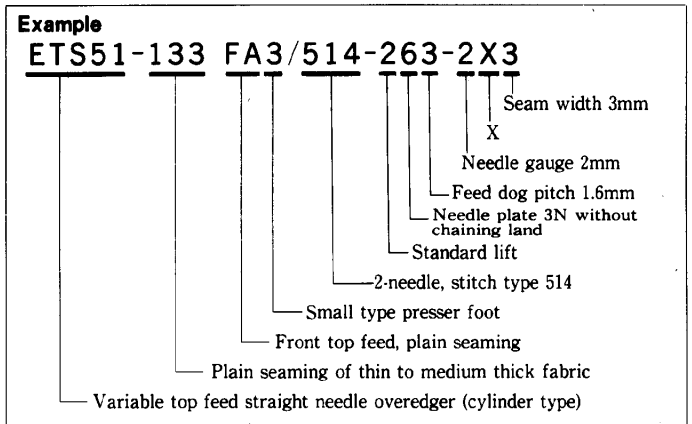 Example
ETS51-133 FA3/514-263-2X3
Seam width 3mm
X
Needle gauge 2mm
Feed dog pitch 1.6mm
Needle plate 3N without
chaining land
Standard lift
2-needle, stitch type 514
Small type presser foot
Front top feed, plain seaming
Plain seaming of thin to medium thick fabric
Variable top feed straight needle overedger (cylinder type)